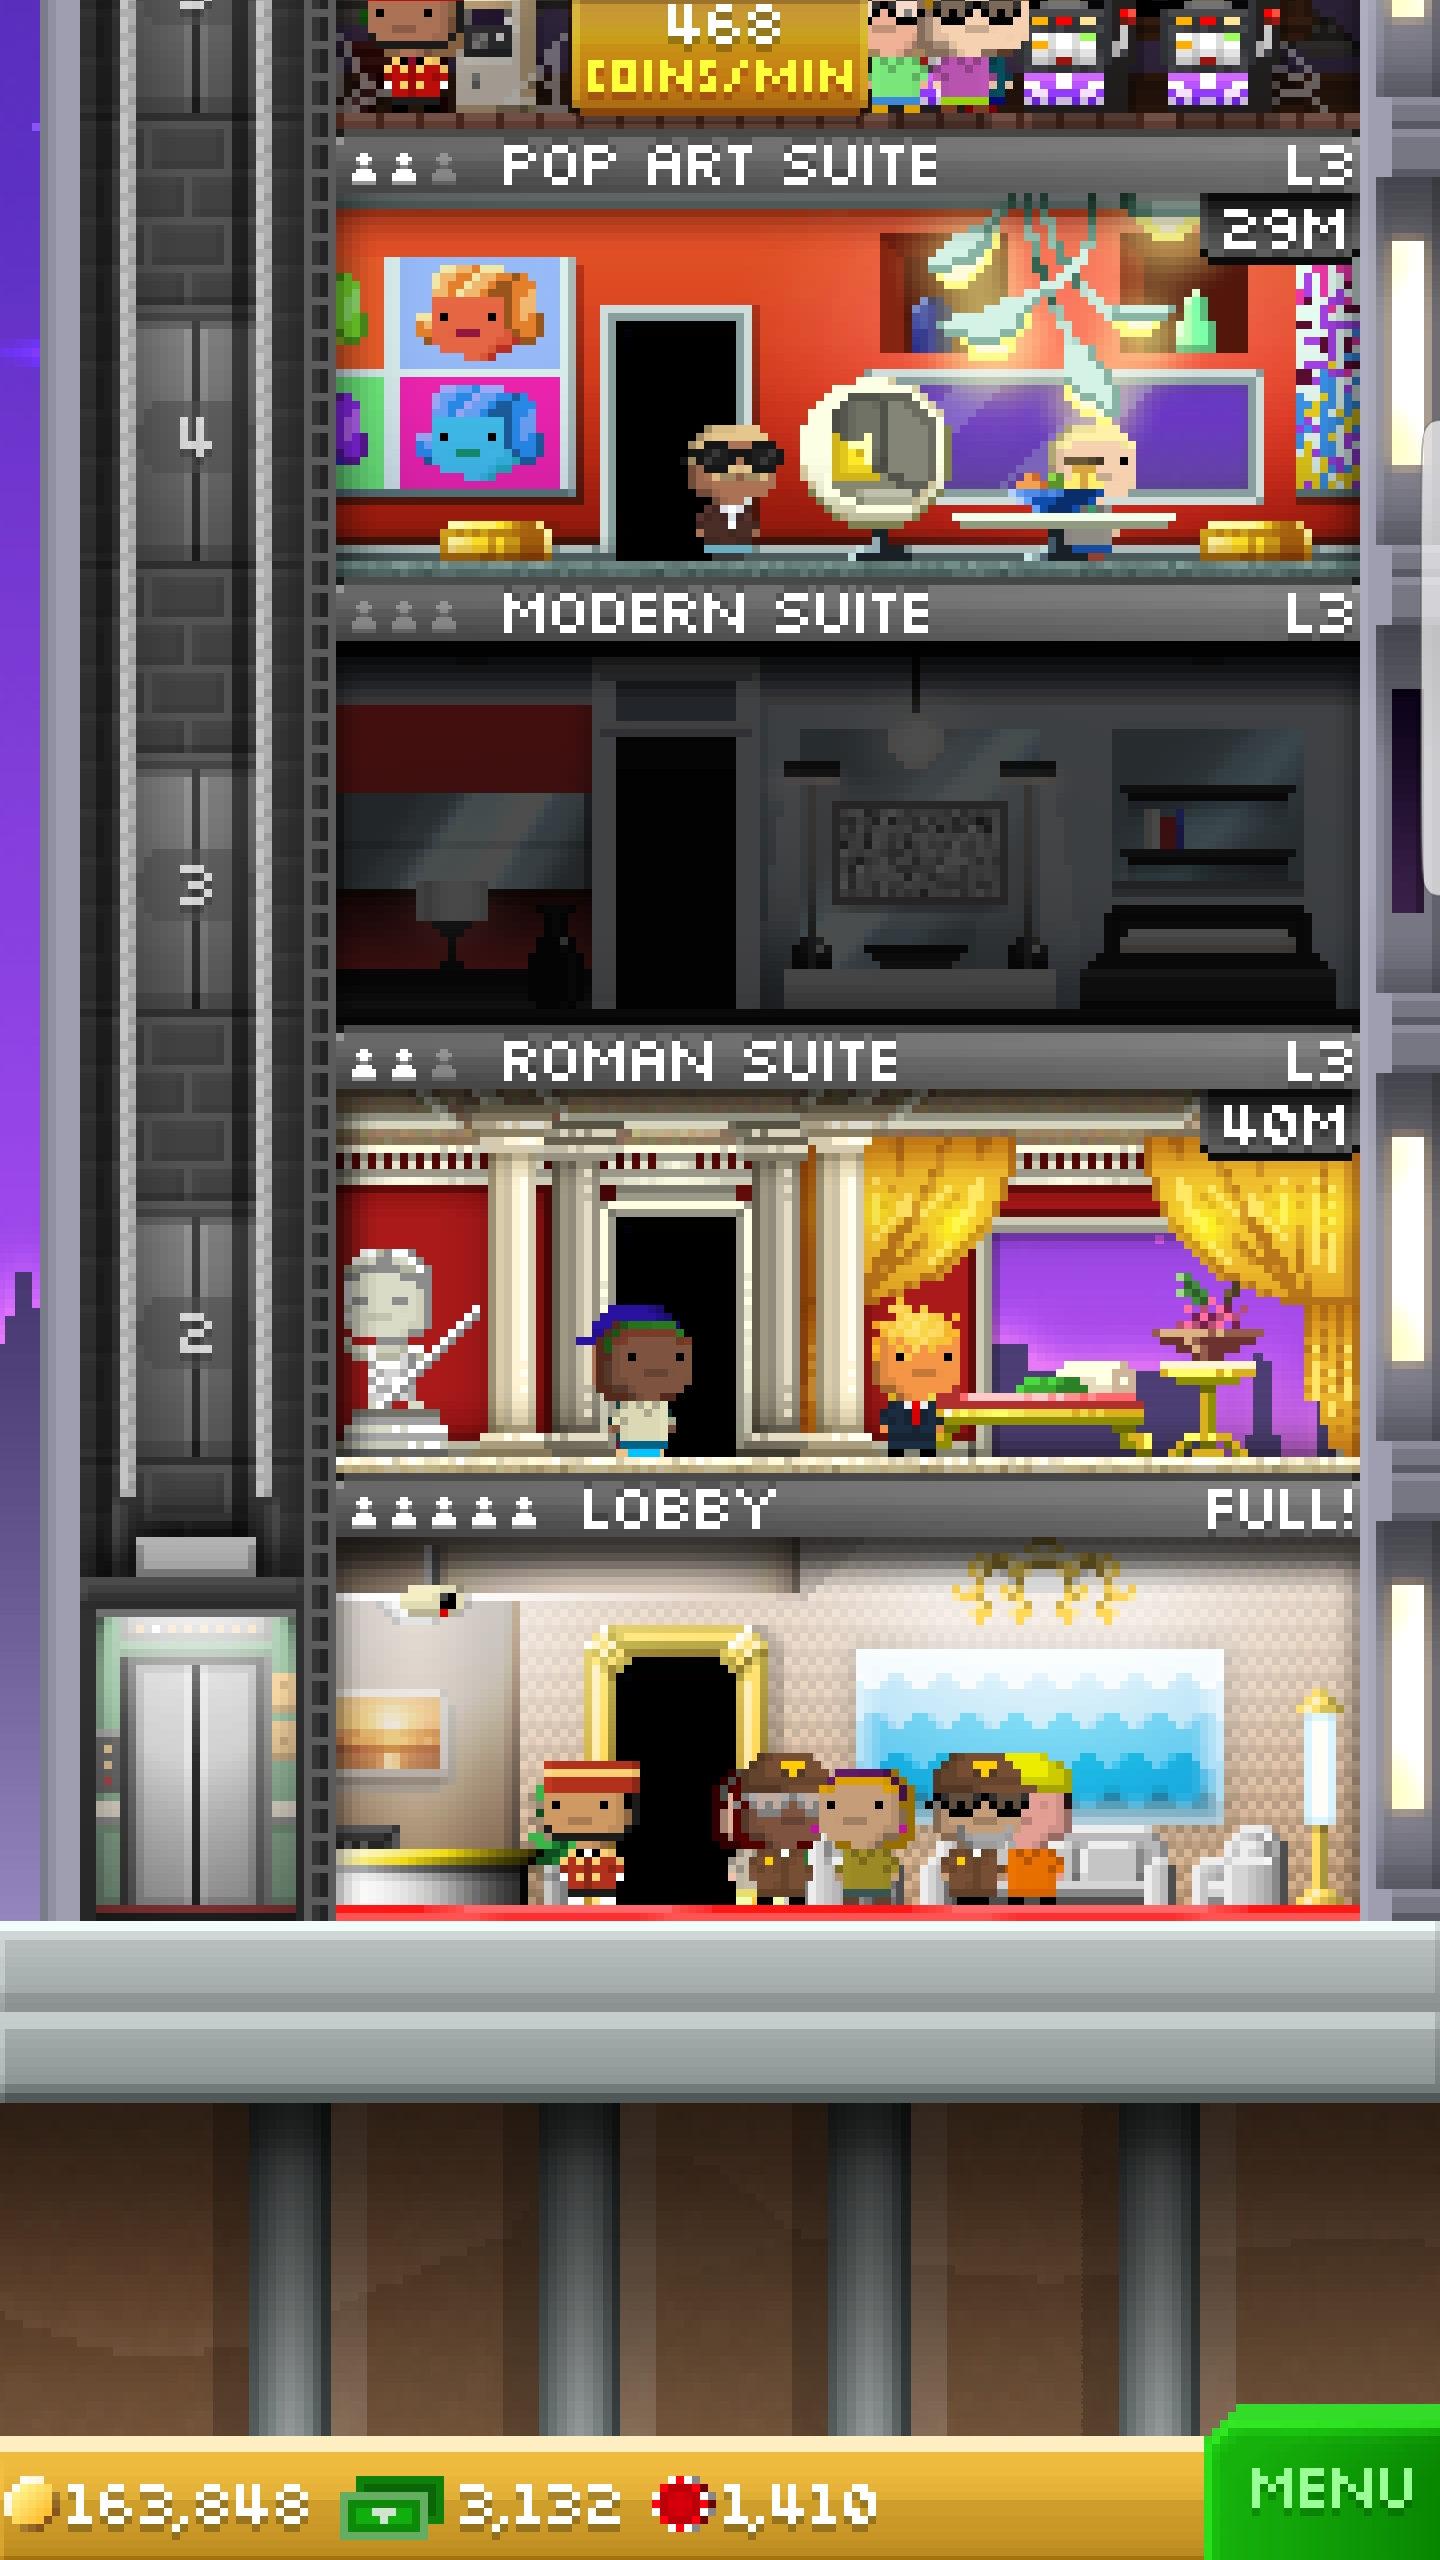 468
COINS/MIN
POP ART SUITE L3
29M
4
MODERN SUITE L3
3
ROMAN SUITE L3
40M
2
LOBBY FULL!
163,848 3,132 1,410 MENU